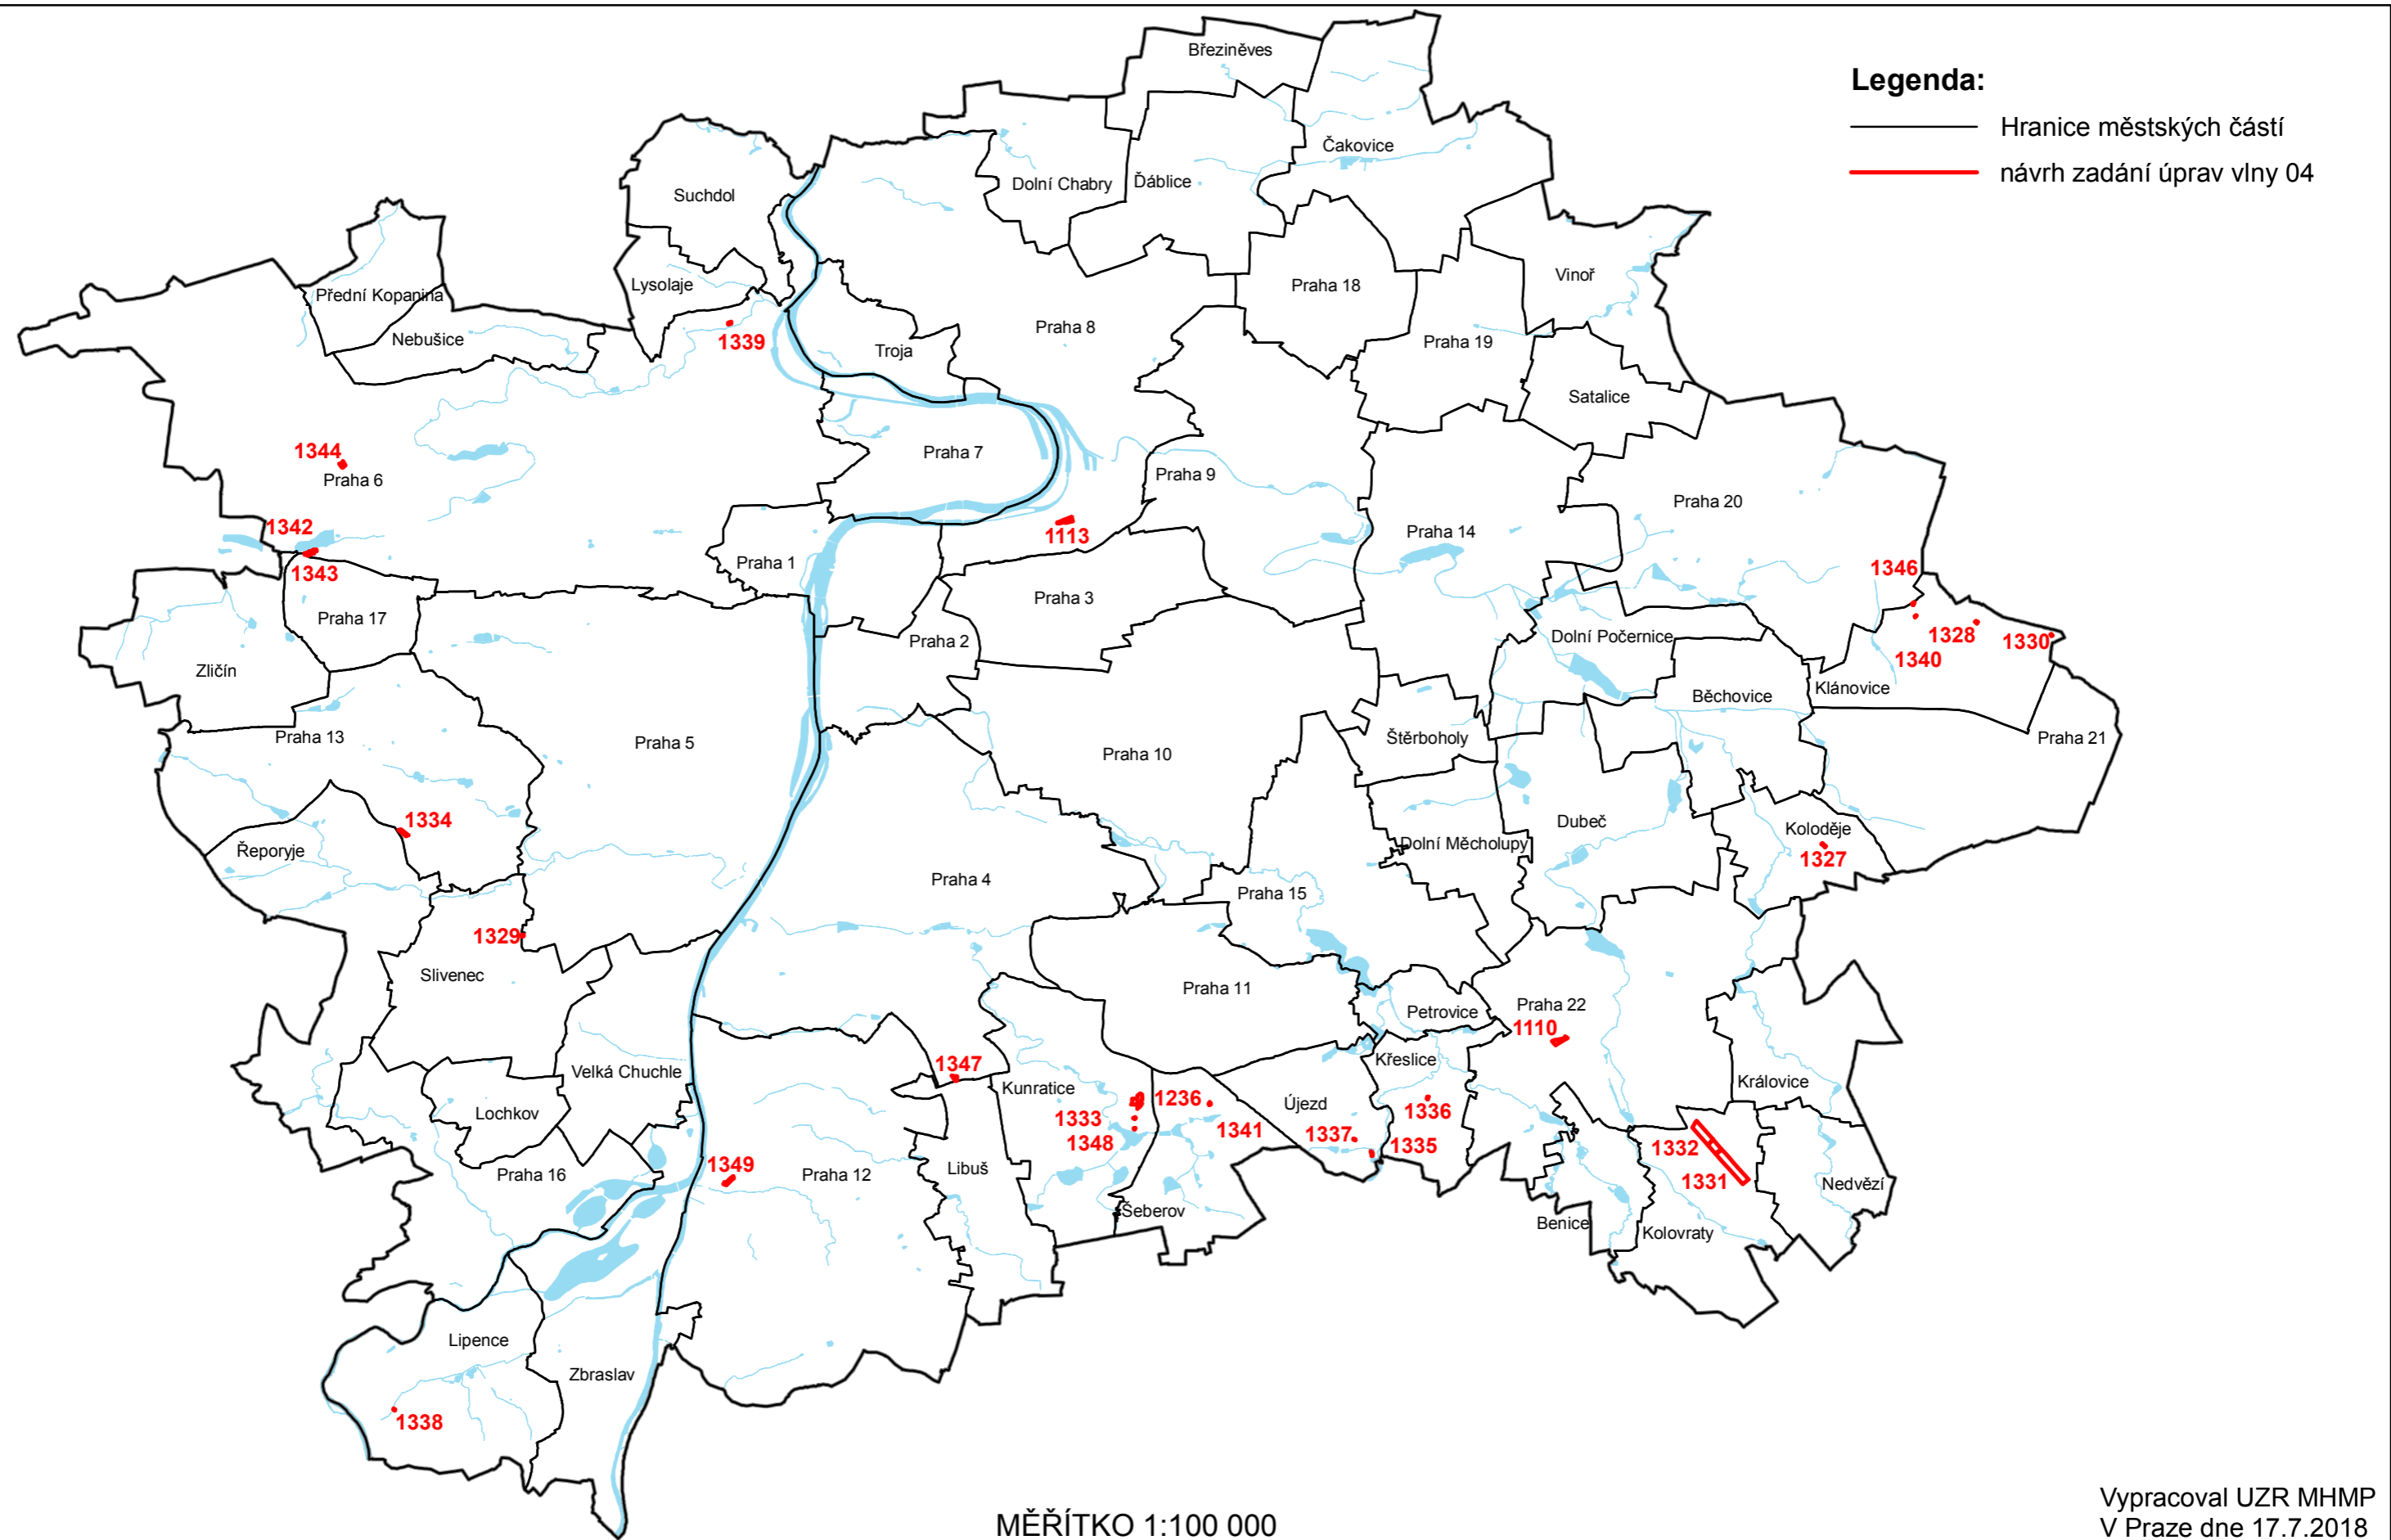 Legenda:
Hranice městských částí
návrh zadání úprav vlny 04
Březiněves
Čakovice
Dolní Chabry
Ďáblice
Suchdol
Vinoř
Lysolaje
Praha 18
Přední Kopanina
Nebušice
1339
Troja
Praha 8
Praha 19
Satalice
1344
Praha 6
Praha 7
Praha 9
Praha 20
1342
1113
Praha 14
1343
Praha 1
1346
Praha 17
Praha 3
Praha 2
Dolní Počernice
1328
1330
1340
Zličín
Klánovice
Běchovice
Praha 13
Praha 5
Praha 10
Štěrboholy
Praha 21
1334
Řeporyje
Dubeč
Koloděje
1327
Dolní Měcholupy
Praha 4
Praha 15
1329
Slivenec
Praha 11
Petrovice
Praha 22
1110
1347
Křeslice
Velká Chuchle
Kunratice
Královice
Lochkov
1333
1236
Újezd
1336
1348
1341
1337
1335
1332
1331
1349
Praha 16
Praha 12
Libuš
Šeberov
Nedvězí
Benice
Kolovraty
Lipence
Zbraslav
1338
MĚŘÍTKO 1:100 000
Vypracoval UZR MHMP
V Praze dne 17.7.2018